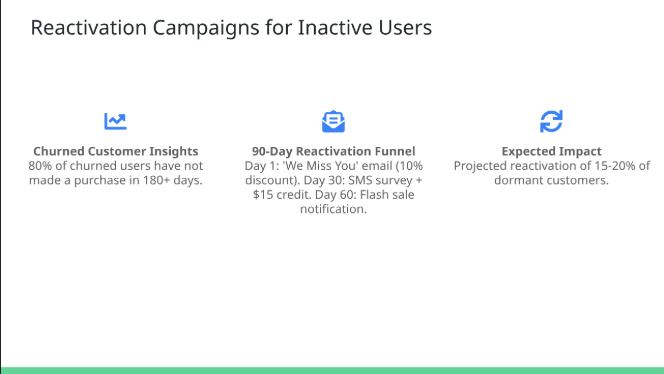 Reactivation Campaigns for Inactive Users
Churned Customer Insights
80% of churned users have not
made a purchase in 180+ days.
90-Day Reactivation Funnel
Day 1: 'We Miss You' email (10%
discount). Day 30: SMS survey +
$15 credit. Day 60: Flash sale
notification.
Expected Impact
Projected reactivation of 15-20% of
dormant customers.